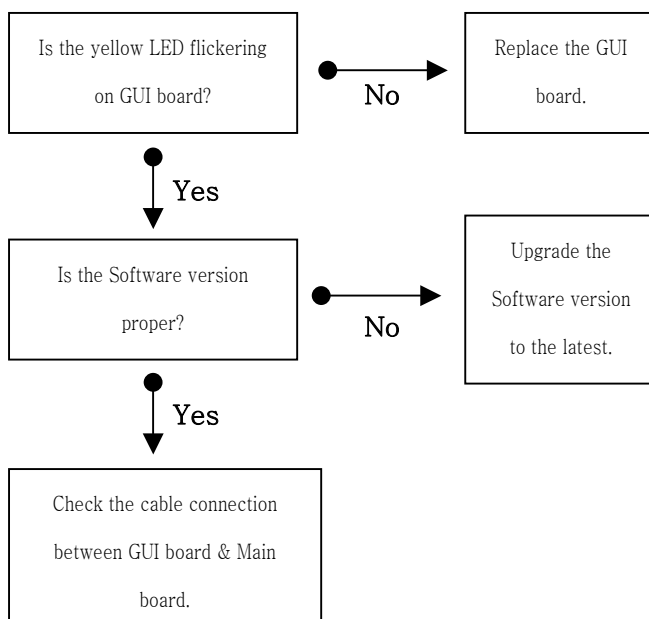 Is the yellow LED flickering
on GUI board?
No
Replace the GUI
board.
Yes
Is the Software version
proper?
No
Upgrade the
Software version
to the latest.
Yes
Check the cable connection
between GUI board & Main
board.